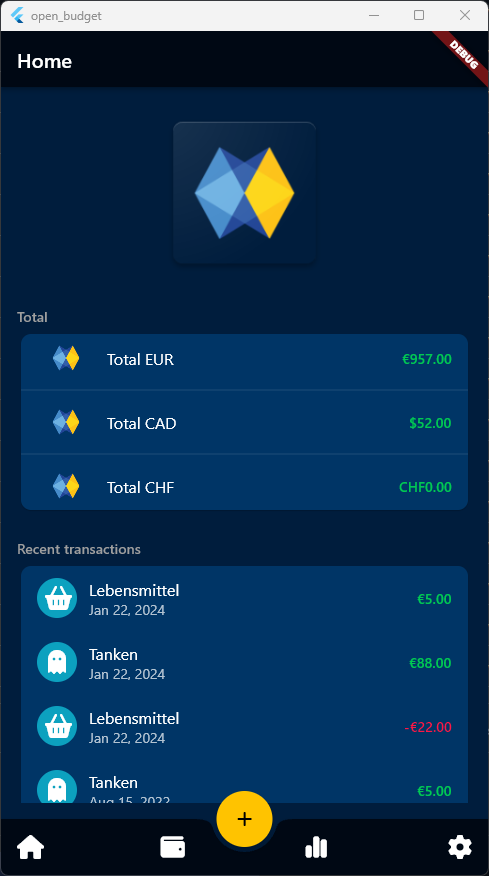 open_budget
Home
DEBUG
Total
Total EUR
€957.00
Total CAD
$52.00
Total CHF
CHF0.00
Recent transactions
Lebensmittel
Jan 22, 2024
€5.00
Tanken
Jan 22, 2024
€88.00
Lebensmittel
Jan 22, 2024
-€22.00
Tanken
Aug 15, 2022
€5.00